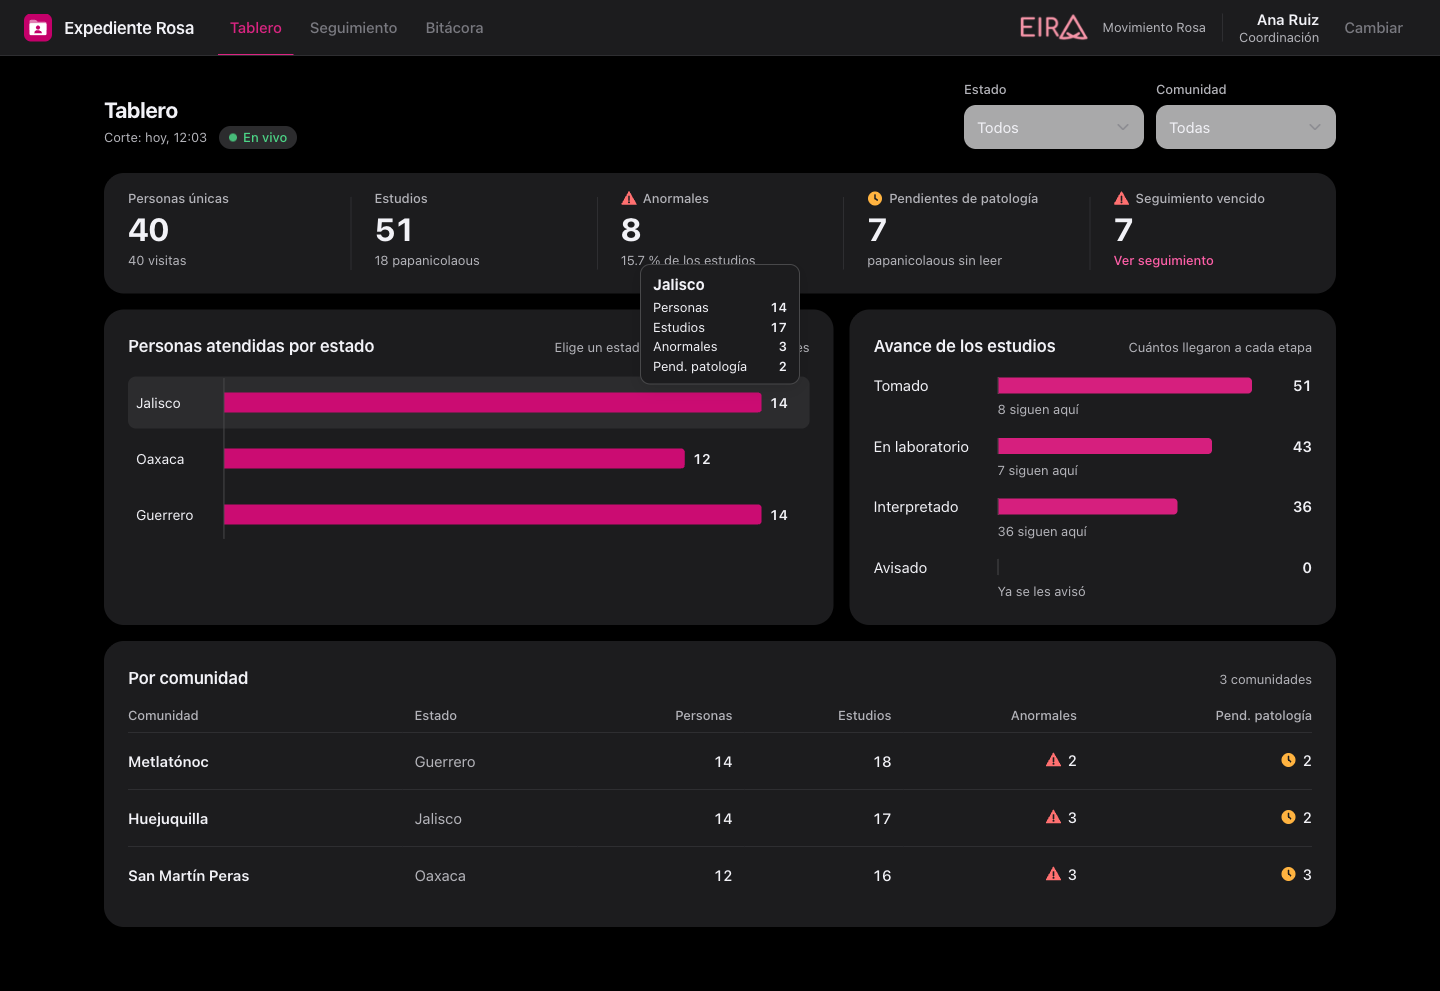 Expediente Rosa
Tablero
Seguimiento
Bitácora
EIRA
Movimiento Rosa
Ana Ruiz
Coordinación
Cambiar
Tablero
Corte: hoy, 12:03
En vivo
Estado
Todos
Comunidad
Todas
Personas únicas
40
40 visitas
Estudios
51
18 papanicolaous
Anormales
8
15.7 % de los estudios
Pendientes de patología
7
papanicolaous sin leer
Seguimiento vencido
7
Ver seguimiento
Jalisco
Personas 14
Estudios 17
Anormales 3
Pend. patología 2
Personas atendidas por estado
Elige un
Jalisco 14
Oaxaca 12
Guerrero 14
Avance de los estudios
Cuántos llegaron a cada etapa
Tomado 51
8 siguen aquí
En laboratorio 43
7 siguen aquí
Interpretado 36
36 siguen aquí
Avisado 0
Ya se les avisó
Por comunidad
3 comunidades
Comunidad Estado Personas Estudios Anormales Pend. patología
Metlatónoc Guerrero 14 18 2 2
Huejuquilla Jalisco 14 17 3 2
San Martín Peras Oaxaca 12 16 3 3